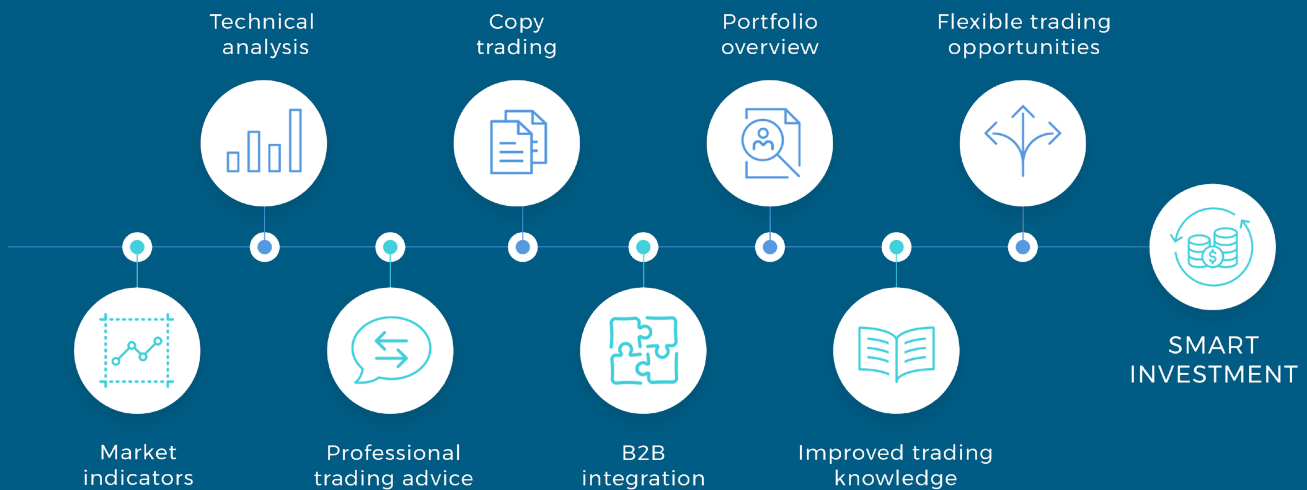 Technical
analysis
Copy
trading
Portfolio
overview
Flexible trading
opportunities
$
SMART
INVESTMENT
Market
indicators
Professional
trading advice
B2B
integration
Improved trading
knowledge